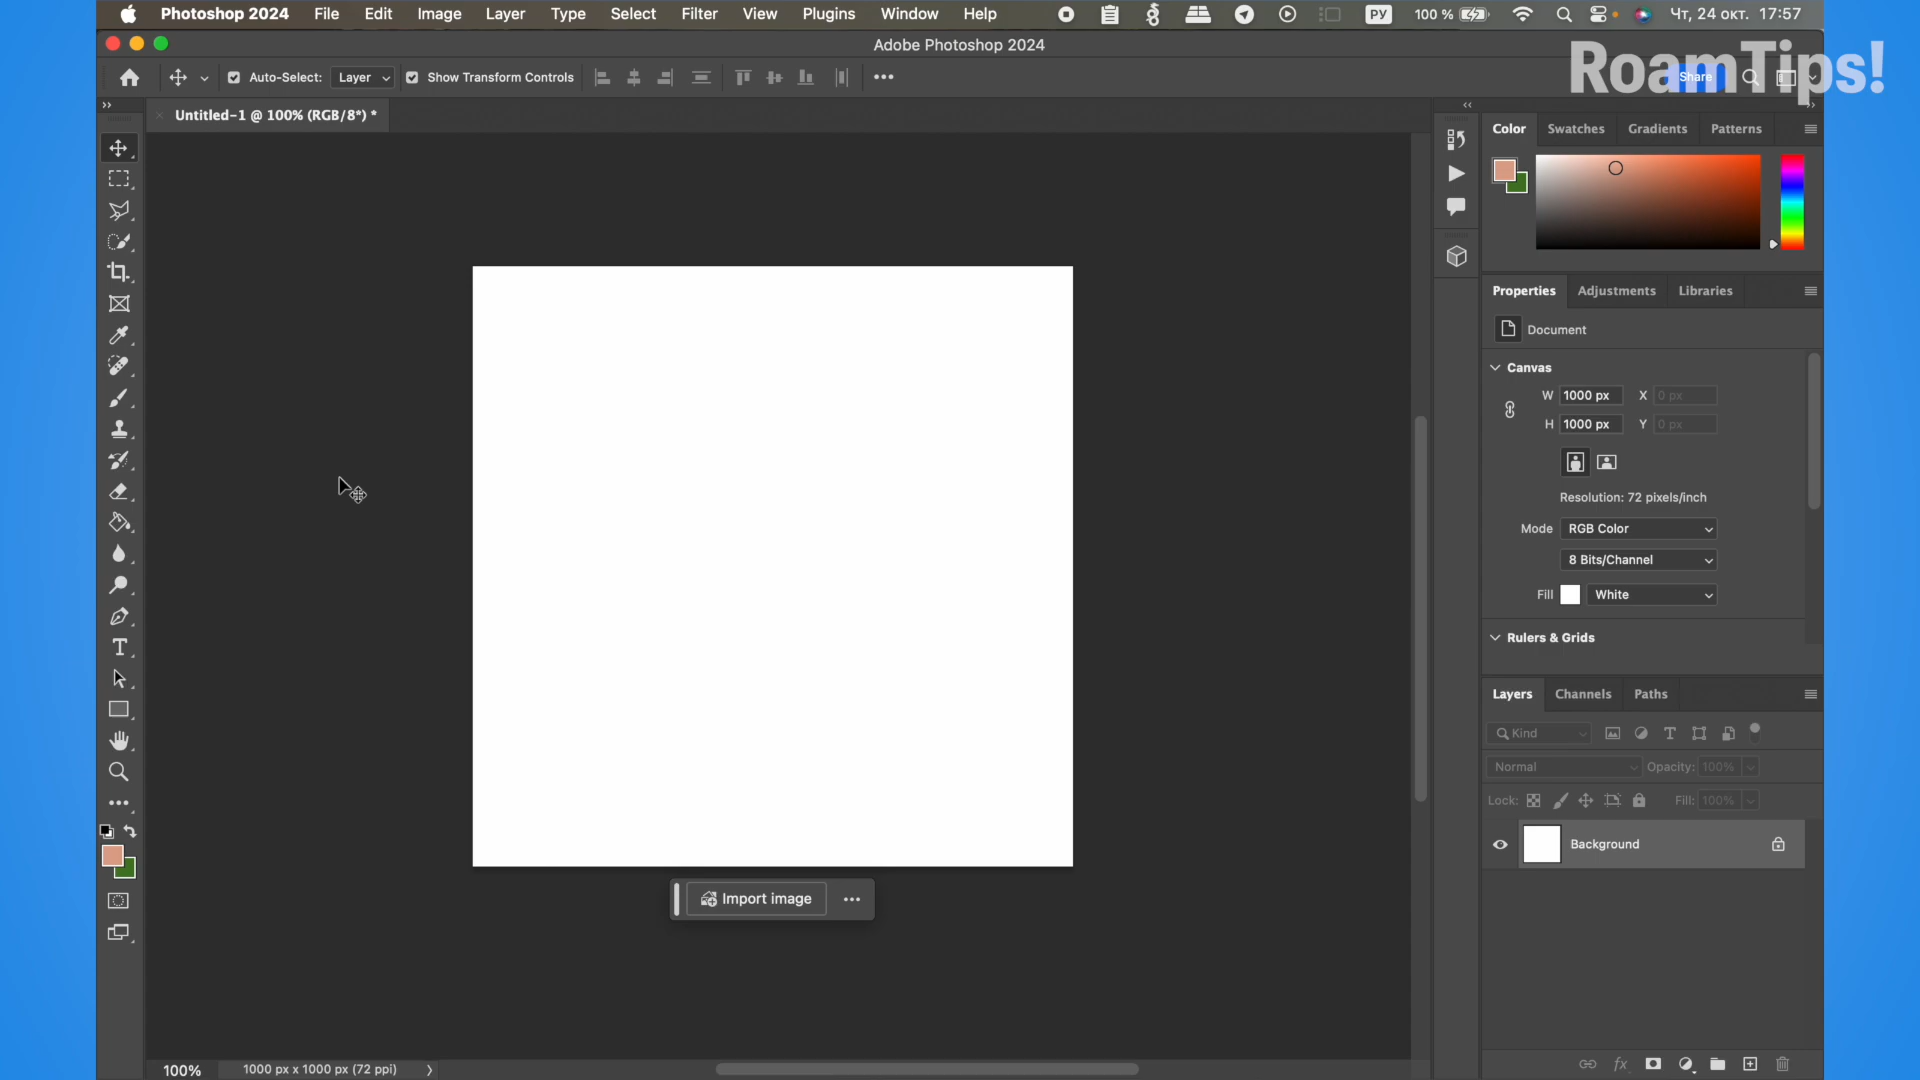 Photoshop 2024 File Edit Image Layer Type Select Filter View Plugins Window Help РУ 100 % Чт, 24 окт. 17:57
Adobe Photoshop 2024
RoamTips!
Auto-Select: Layer Show Transform Controls Share
Untitled-1 @ 100% (RGB/8*) *
Color Swatches Gradients Patterns
Properties Adjustments Libraries
Document
Canvas
W 1000 px X 0 px
H 1000 px Y 0 px
Resolution: 72 pixels/inch
Mode RGB Color
8 Bits/Channel
Fill White
Rulers & Grids
Layers Channels Paths
Kind
Normal Opacity: 100%
Lock: Fill: 100%
Background
Import image
100% 1000 px x 1000 px (72 ppi)